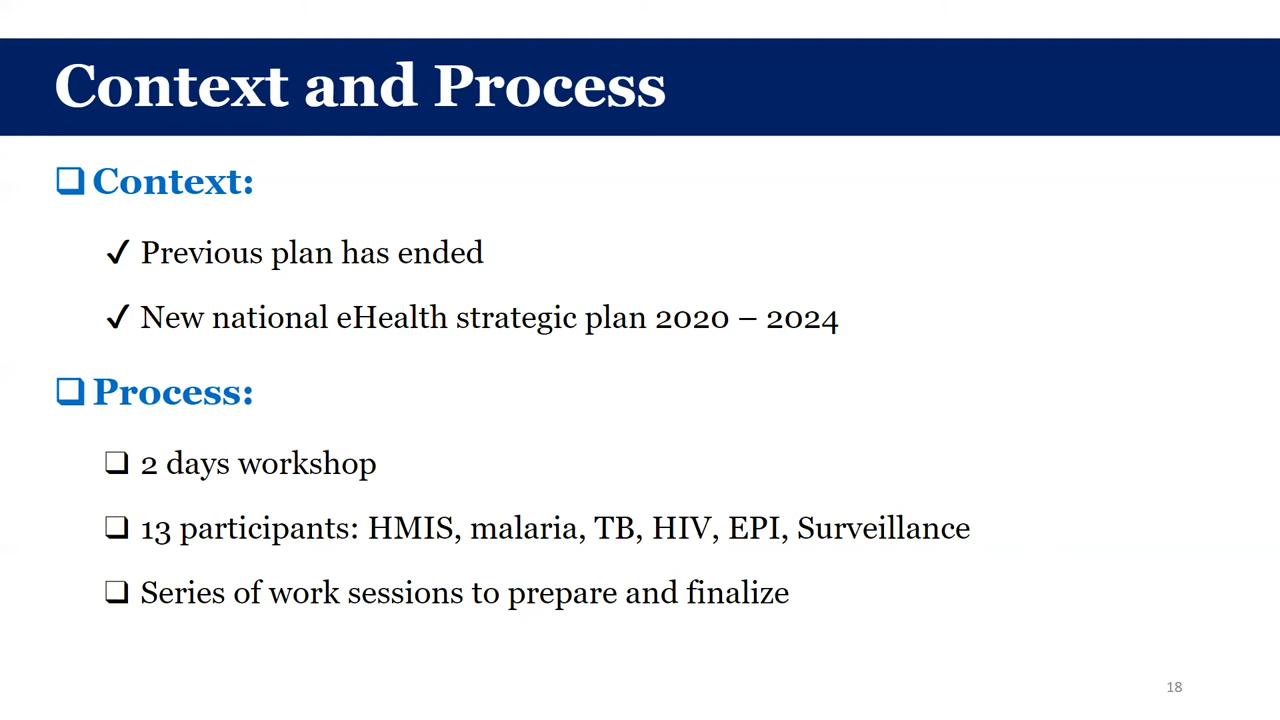 Context and Process
❑ Context:
✓ Previous plan has ended
✓ New national eHealth strategic plan 2020 – 2024
❑ Process:
❑ 2 days workshop
❑ 13 participants: HMIS, malaria, TB, HIV, EPI, Surveillance
❑ Series of work sessions to prepare and finalize
18